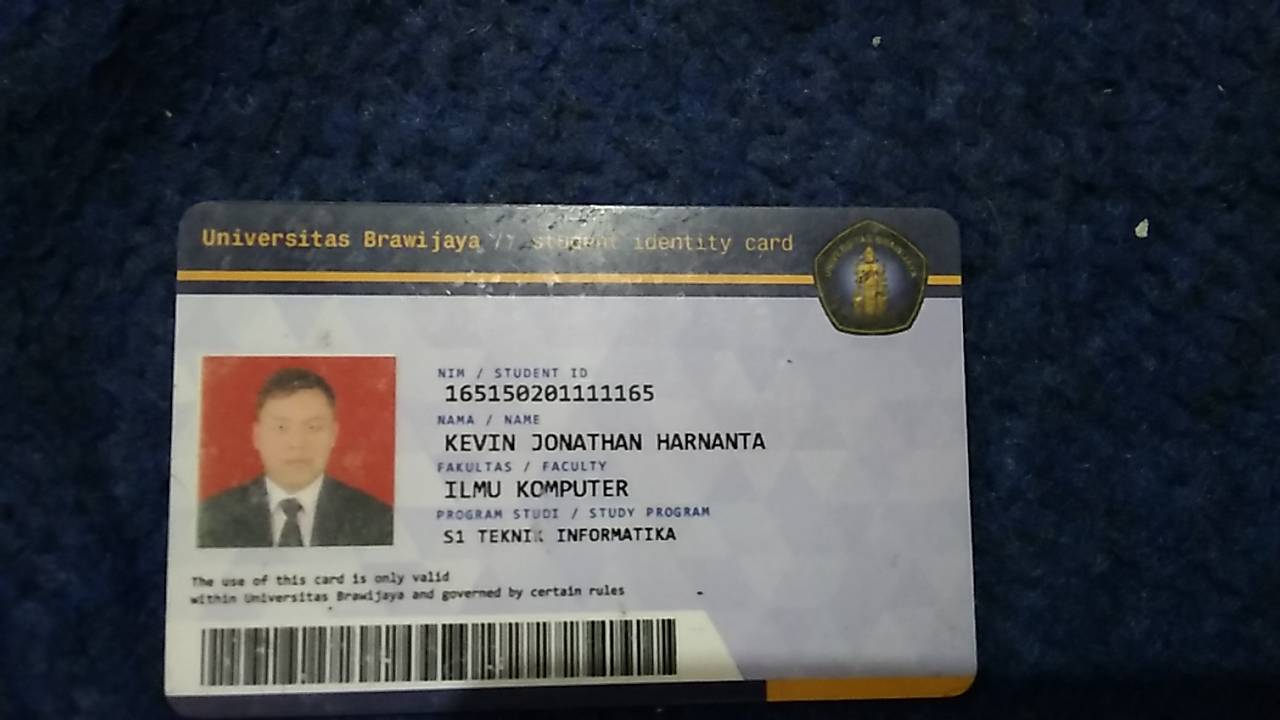 Universitas Brawijaya // student identity card
UNIVERSITAS BRAWIJAYA
NIM / STUDENT ID
165150201111165
NAMA / NAME
KEVIN JONATHAN HARNANTA
FAKULTAS / FACULTY
ILMU KOMPUTER
PROGRAM STUDI / STUDY PROGRAM
S1 TEKNIK INFORMATIKA
The use of this card is only valid
within Universitas Brawijaya and governed by certain rules